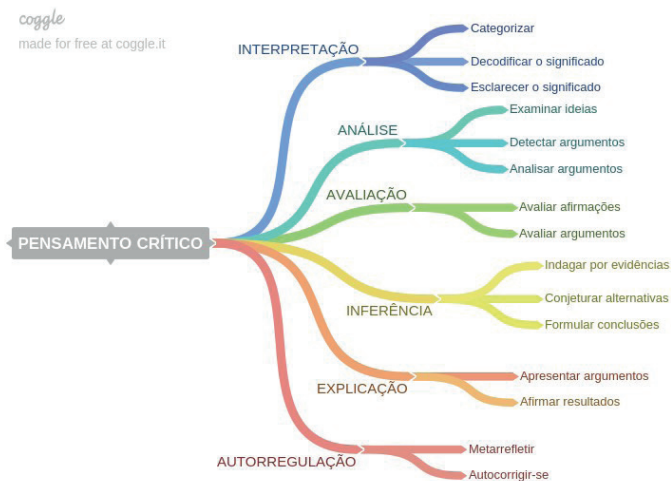 coggle
made for free at coggle.it
PENSAMENTO CRÍTICO
INTERPRETAÇÃO
Categorizar
Decodificar o significado
Esclarecer o significado
ANÁLISE
Examinar ideias
Detectar argumentos
Analisar argumentos
AVALIAÇÃO
Avaliar afirmações
Avaliar argumentos
INFERÊNCIA
Indagar por evidências
Conjeturar alternativas
Formular conclusões
EXPLICAÇÃO
Apresentar argumentos
Afirmar resultados
AUTORREGULAÇÃO
Metarrefletir
Autocorrigir-se